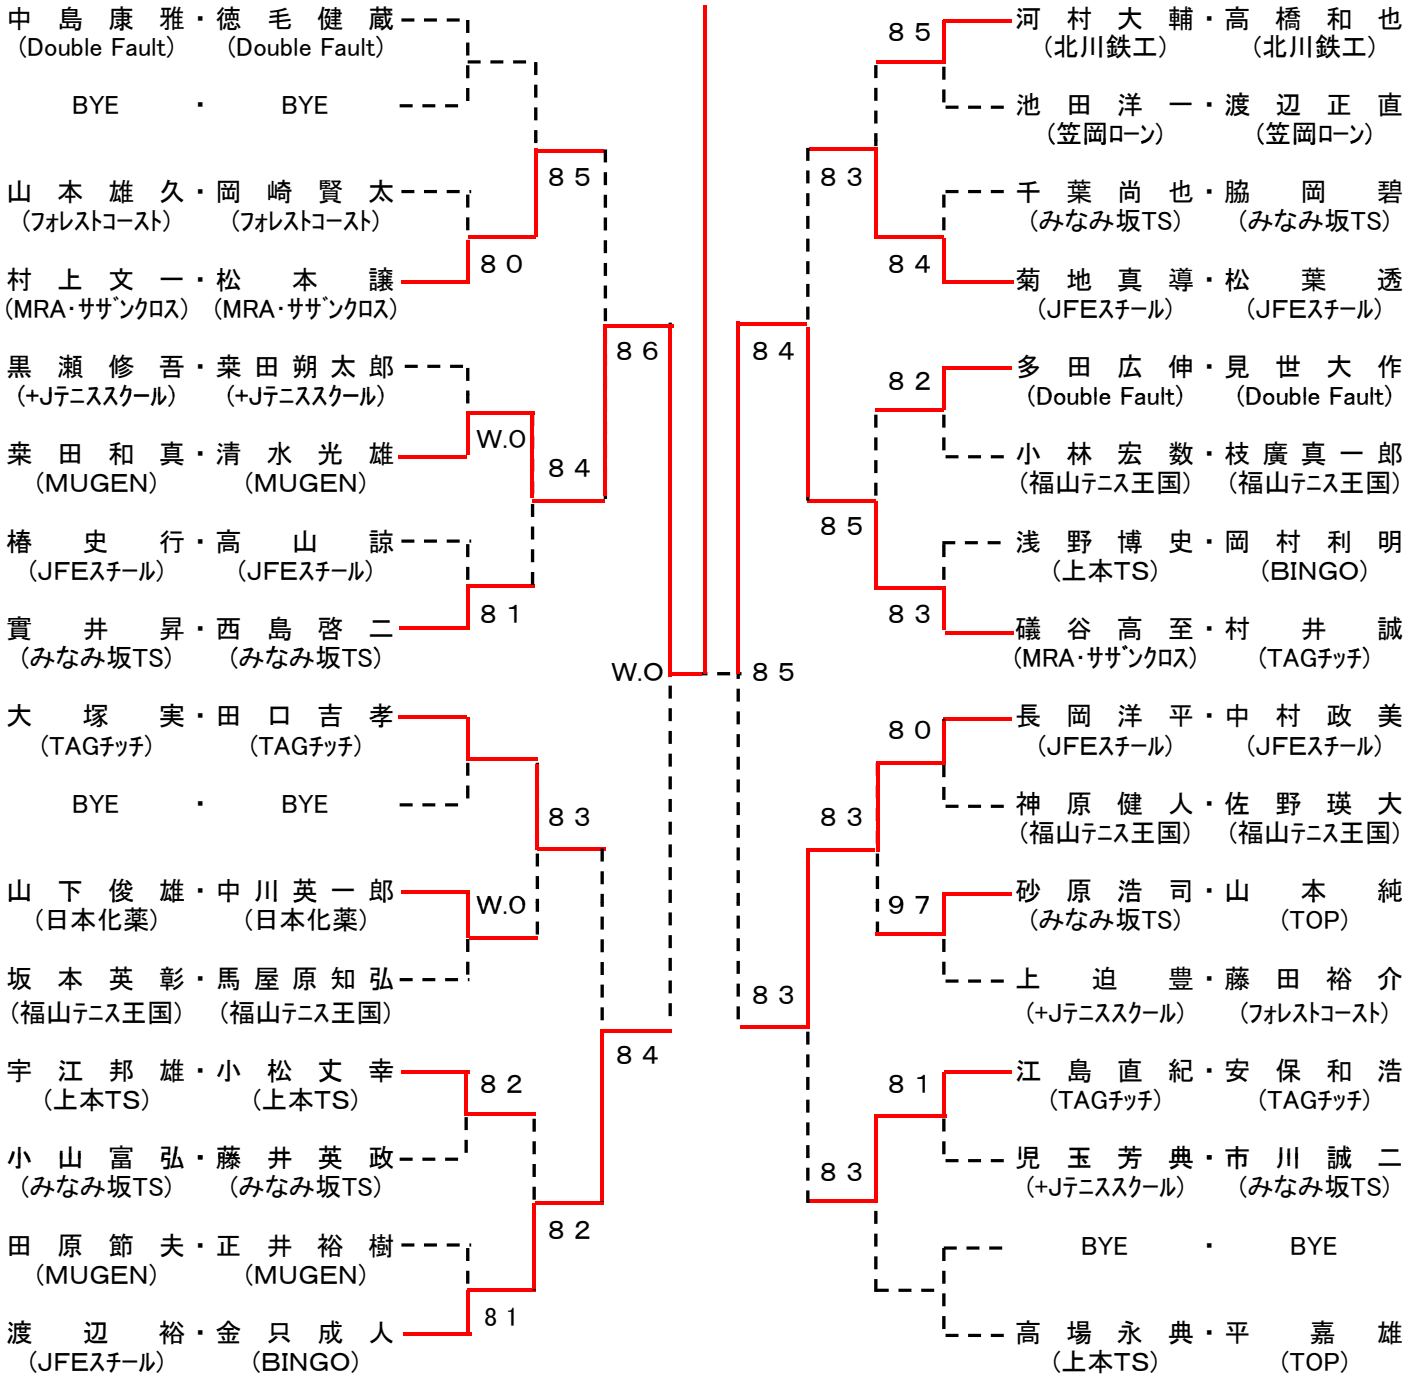 中島康雅・徳毛健蔵
(Double Fault) (Double Fault)
BYE ・ BYE
山本雄久・岡崎賢太
(フォレストコースト) (フォレストコースト)
85
80
村上文一・松本譲
(MRA・サザンクロス) (MRA・サザンクロス)
86
黒瀬修吾・桒田朔太郎
(+Jテニススクール) (+Jテニススクール)
W.O
84
桒田和真・清水光雄
(MUGEN) (MUGEN)
椿史行・高山諒
(JFEスチール) (JFEスチール)
81
實井昇・西島啓二
(みなみ坂TS) (みなみ坂TS)
W.O
大塚実・田口吉孝
(TAGチッチ) (TAGチッチ)
BYE ・ BYE
83
山下俊雄・中川英一郎
(日本化薬) (日本化薬)
W.O
坂本英彰・馬屋原知弘
(福山テニス王国) (福山テニス王国)
84
宇江邦雄・小松丈幸
(上本TS) (上本TS)
82
小山富弘・藤井英政
(みなみ坂TS) (みなみ坂TS)
82
田原節夫・正井裕樹
(MUGEN) (MUGEN)
81
渡辺裕・金只成人
(JFEスチール) (BINGO)
85
河村大輔・高橋和也
(北川鉄工) (北川鉄工)
池田洋一・渡辺正直
(笠岡ローン) (笠岡ローン)
83
千葉尚也・脇岡碧
(みなみ坂TS) (みなみ坂TS)
84
菊地真導・松葉透
(JFEスチール) (JFEスチール)
84
82
多田広伸・見世大作
(Double Fault) (Double Fault)
小林宏数・枝廣真一郎
(福山テニス王国) (福山テニス王国)
85
浅野博史・岡村利明
(上本TS) (BINGO)
83
礒谷高至・村井誠
(MRA・サザンクロス) (TAGチッチ)
85
80
長岡洋平・中村政美
(JFEスチール) (JFEスチール)
83
神原健人・佐野瑛大
(福山テニス王国) (福山テニス王国)
97
砂原浩司・山本純
(みなみ坂TS) (TOP)
83
上迫豊・藤田裕介
(+Jテニススクール) (フォレストコースト)
81
江島直紀・安保和浩
(TAGチッチ) (TAGチッチ)
83
児玉芳典・市川誠二
(+Jテニススクール) (みなみ坂TS)
BYE ・ BYE
高場永典・平嘉雄
(上本TS) (TOP)